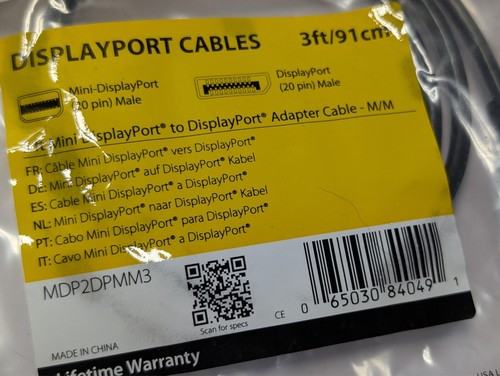 DISPLAYPORT CABLES 3ft/91cm
Mini-DisplayPort
(20 pin) Male
DisplayPort
(20 pin) Male
Mini DisplayPort® to DisplayPort® Adapter Cable - M/M
FR: Câble Mini DisplayPort® vers DisplayPort®
DE: Mini DisplayPort® auf DisplayPort® Kabel
ES: Cable Mini DisplayPort® a DisplayPort®
NL: Mini DisplayPort® naar DisplayPort® Kabel
PT: Cabo Mini DisplayPort® para DisplayPort®
IT: Cavo Mini DisplayPort® a DisplayPort®
MDP2DPMM3
Scan for specs
CE
0 65030 84049 1
MADE IN CHINA
Lifetime Warranty
USA